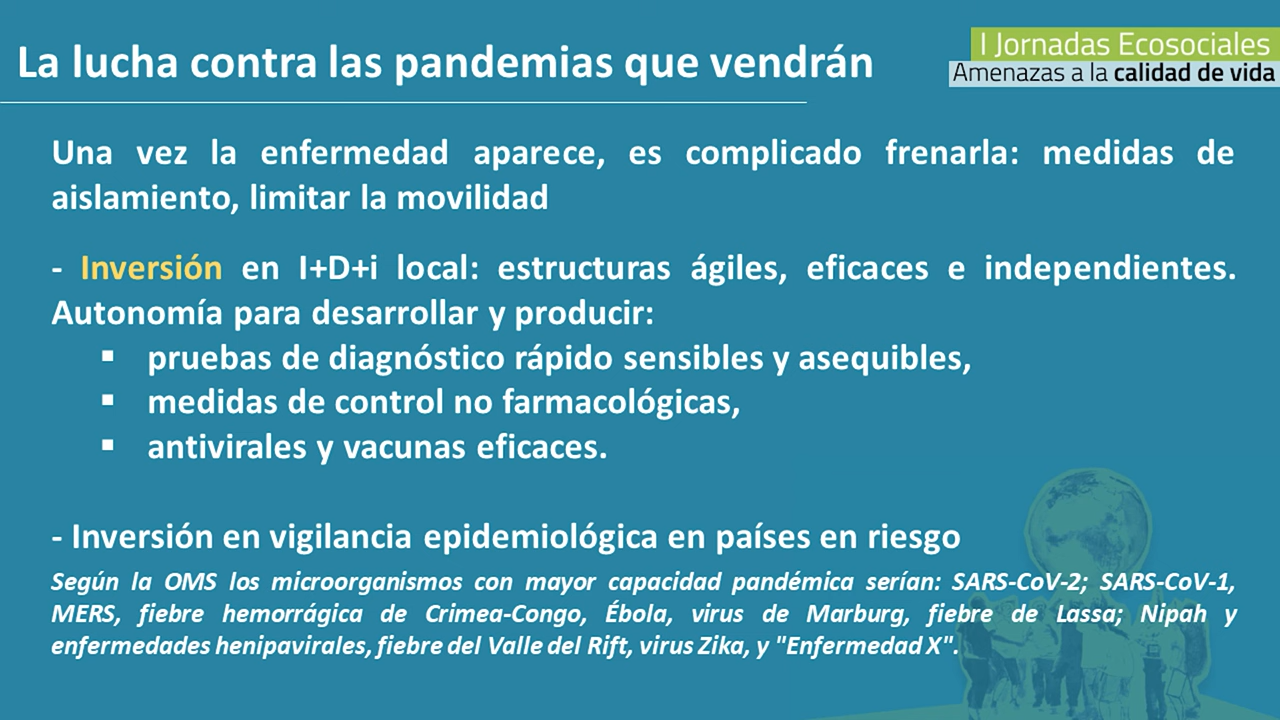 La lucha contra las pandemias que vendrán
I Jornadas Ecosociales
Amenazas a la calidad de vida
Una vez la enfermedad aparece, es complicado frenarla: medidas de
aislamiento, limitar la movilidad
- Inversión en I+D+i local: estructuras ágiles, eficaces e independientes.
Autonomía para desarrollar y producir:
▪ pruebas de diagnóstico rápido sensibles y asequibles,
▪ medidas de control no farmacológicas,
▪ antivirales y vacunas eficaces.
- Inversión en vigilancia epidemiológica en países en riesgo
Según la OMS los microorganismos con mayor capacidad pandémica serían: SARS-CoV-2; SARS-CoV-1,
MERS, fiebre hemorrágica de Crimea-Congo, Ébola, virus de Marburg, fiebre de Lassa; Nipah y
enfermedades henipavirales, fiebre del Valle del Rift, virus Zika, y "Enfermedad X".